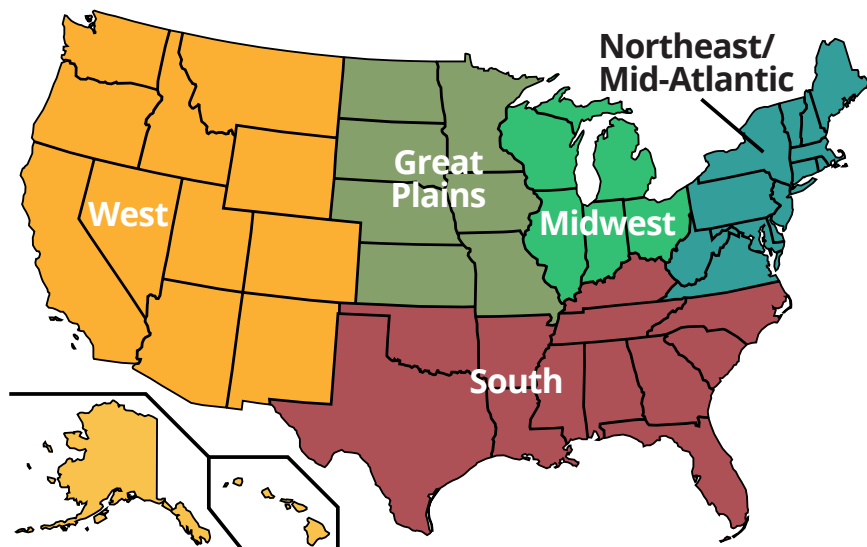 Northeast/
Mid-Atlantic
Great
Plains
West
Midwest
South